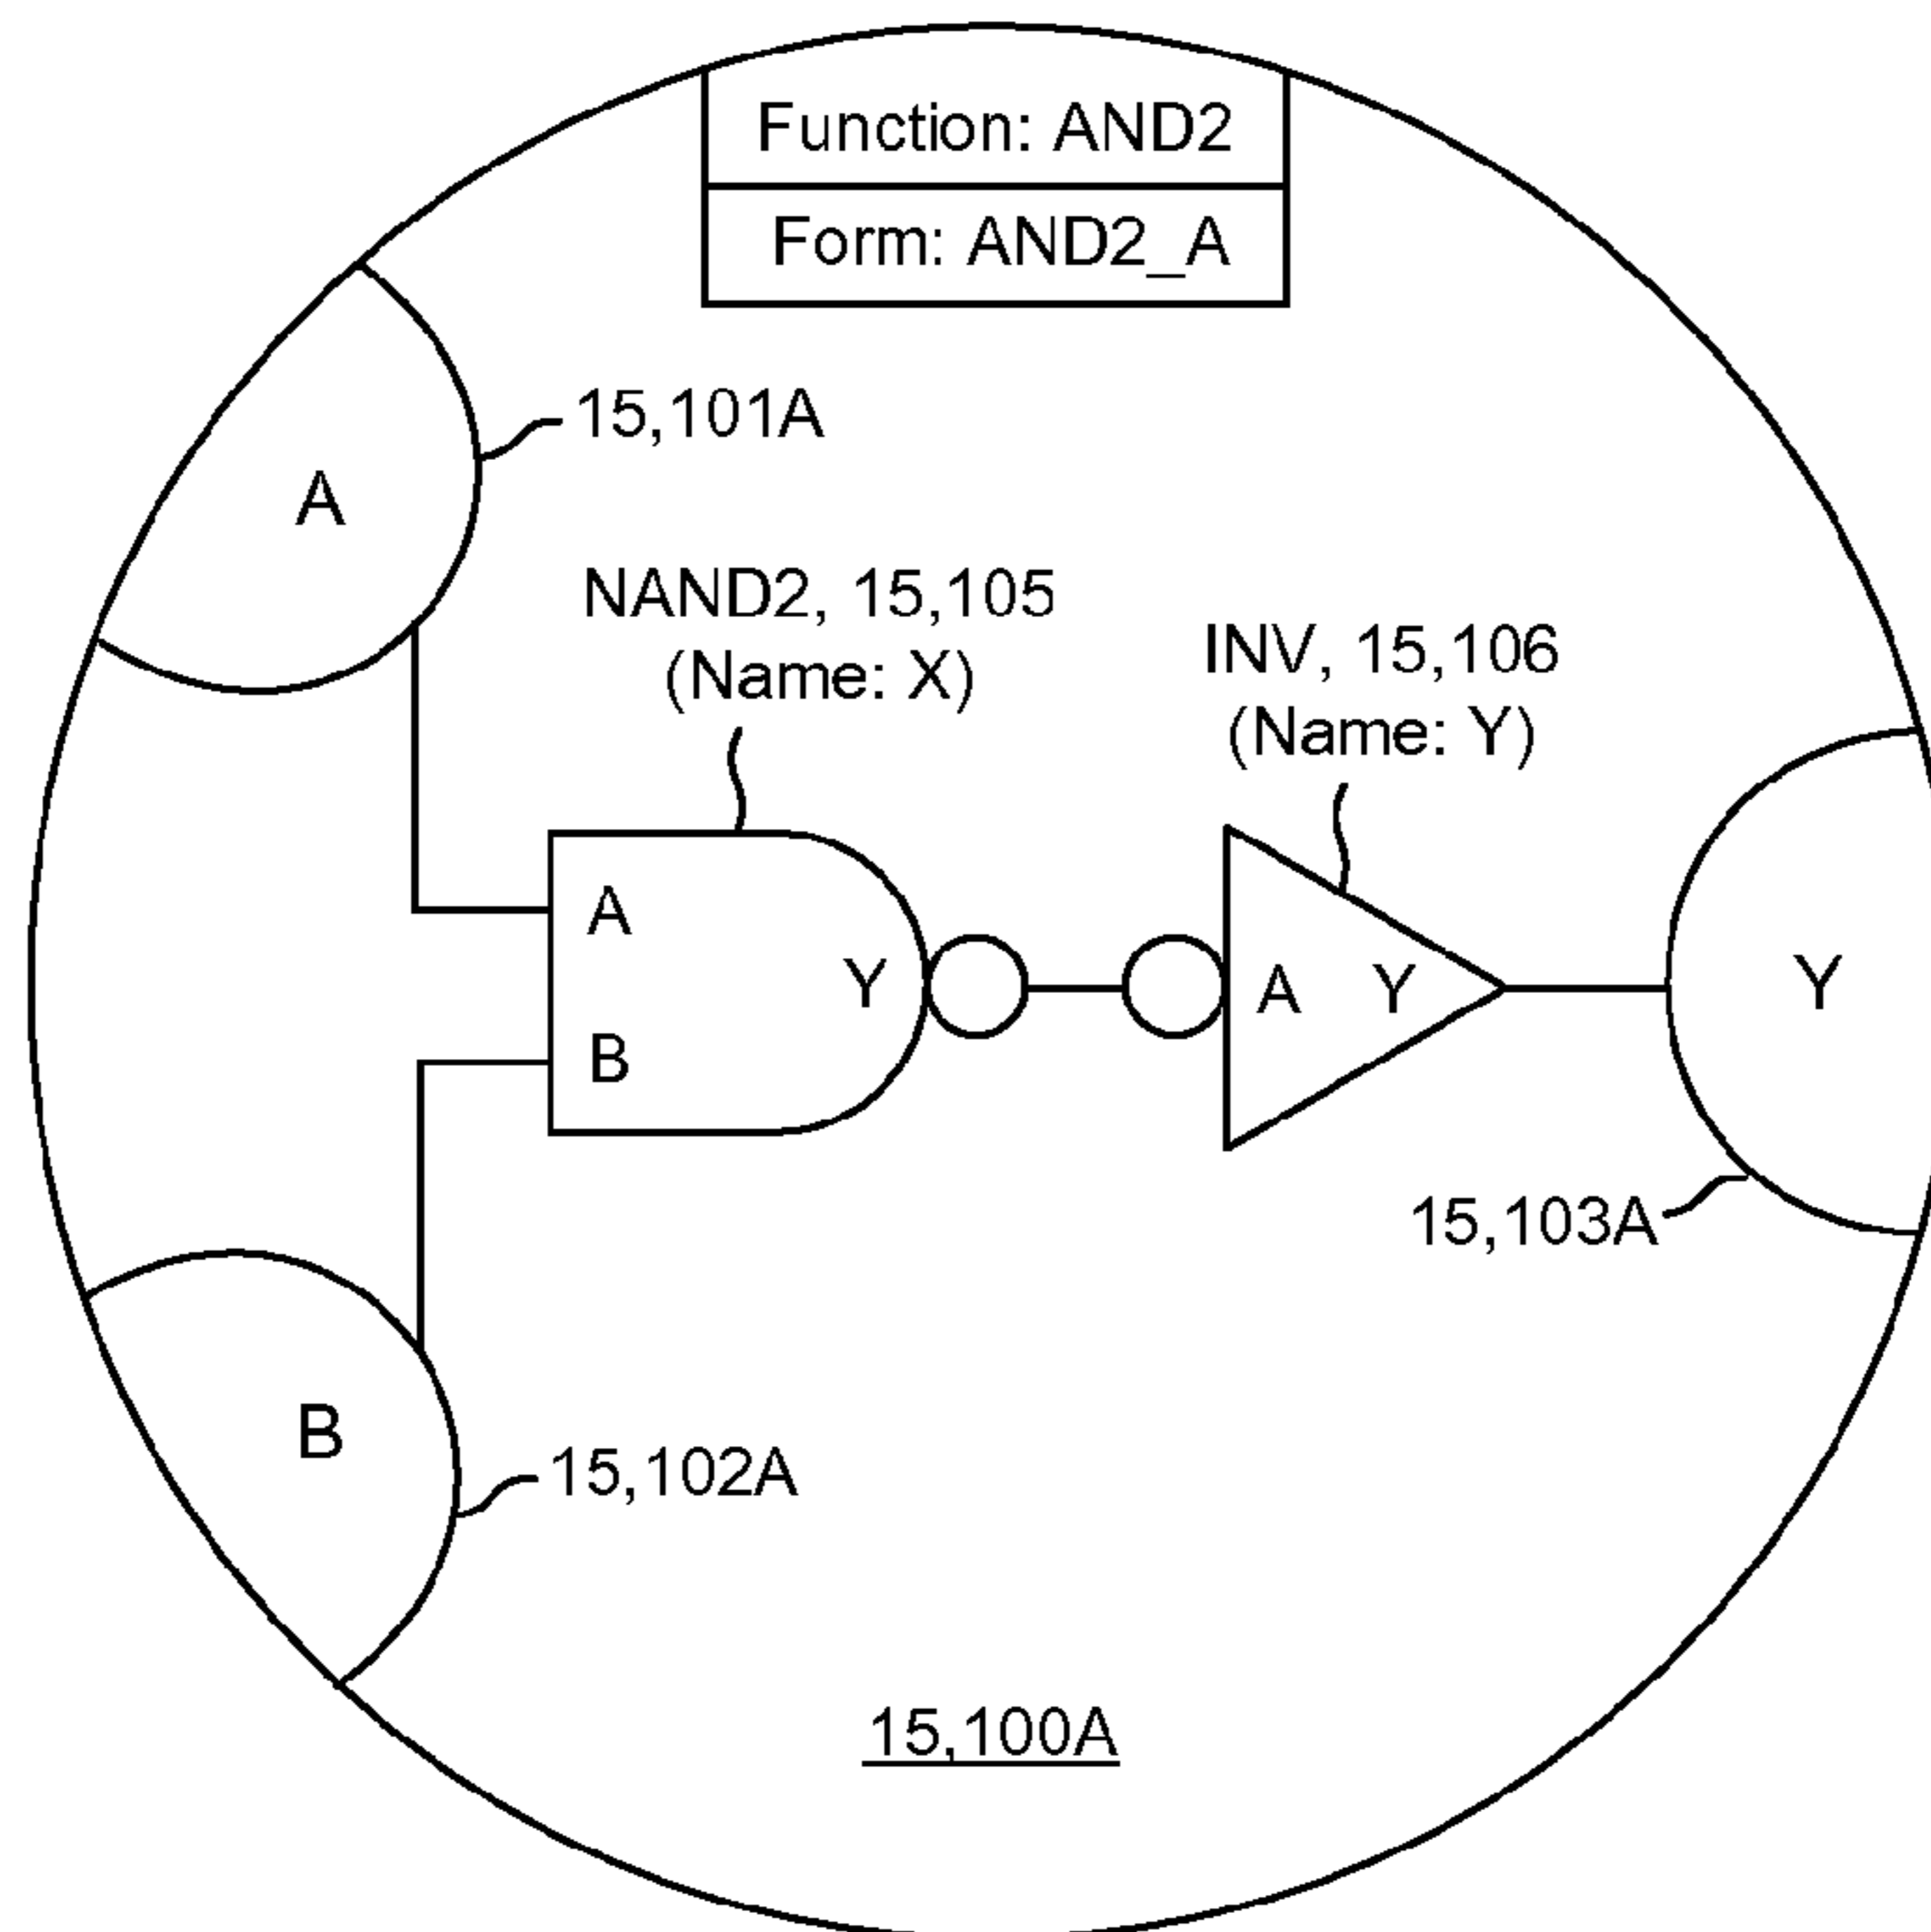 Function: AND2
Form: AND2_A
15,101A
A
NAND2, 15,105
(Name: X)
INV, 15,106
(Name: Y)
A
Y
B
A Y
Y
15,103A
B
15,102A
15,100A